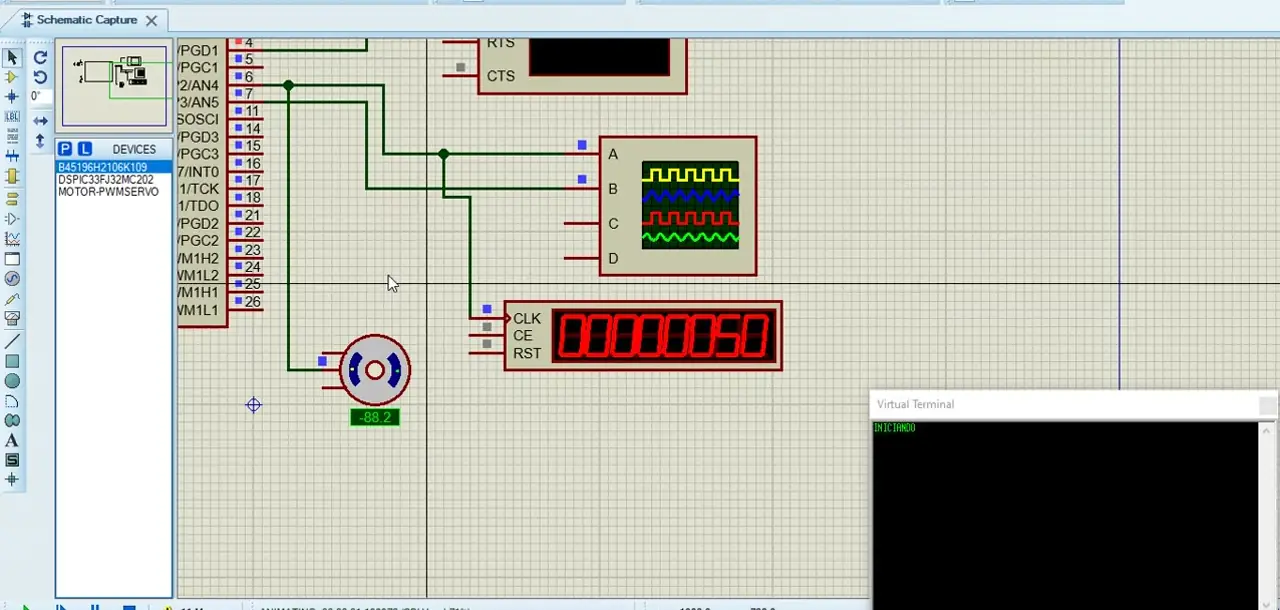 Schematic Capture
0°
P L DEVICES
B45196H2106K109
DSPIC33FJ32MC202
MOTOR-PWMSERVO
LBL
A
S
/PGD1 4
/PGC1 5
2/AN4 6
3/AN5 7
SOSCI 11
/PGD3 14
/PGC3 15
7/INT0 16
1/TCK 17
1/TDO 18
/PGD2 21
/PGC2 22
/M1H2 23
VM1L2 24
VM1H1 25
VM1L1 26
RTS
CTS
A
B
C
D
CLK
CE
RST
00000050
-88.2
Virtual Terminal
INICIANDO